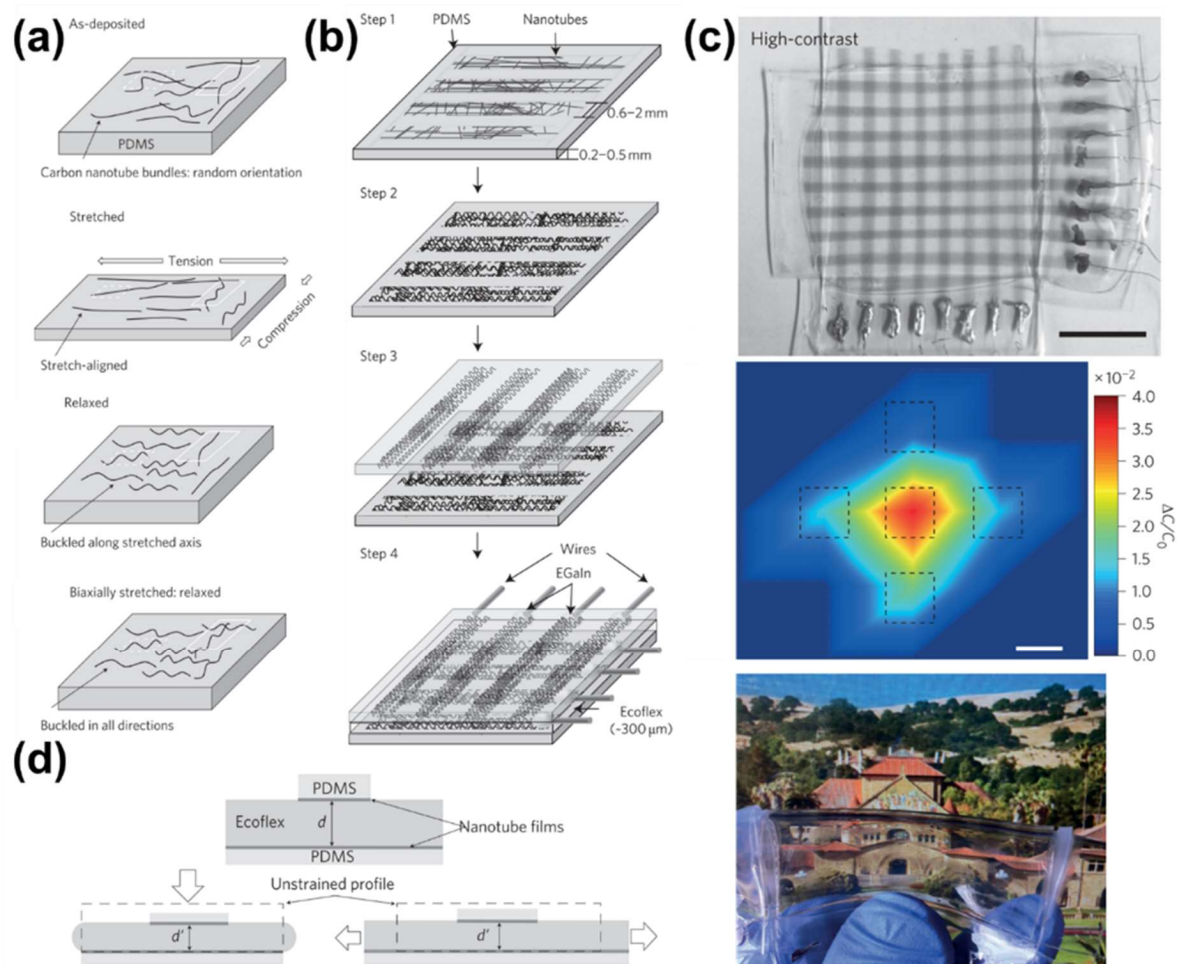 (a)
As-deposited
PDMS
Carbon nanotube bundles: random orientation
Stretched
Tension
Compression
Stretch-aligned
Relaxed
Buckled along stretched axis
Biaxially stretched: relaxed
Buckled in all directions
(b)
Step 1
PDMS
Nanotubes
0.6–2 mm
0.2–0.5 mm
Step 2
Step 3
Step 4
Wires
EGaIn
Ecoflex
(~300 μm)
(c)
High-contrast
×10⁻²
4.0
3.5
3.0
2.5
2.0
1.5
1.0
0.5
0.0
ΔC/C₀
(d)
PDMS
Ecoflex
d
Nanotube films
PDMS
Unstrained profile
d'
d'